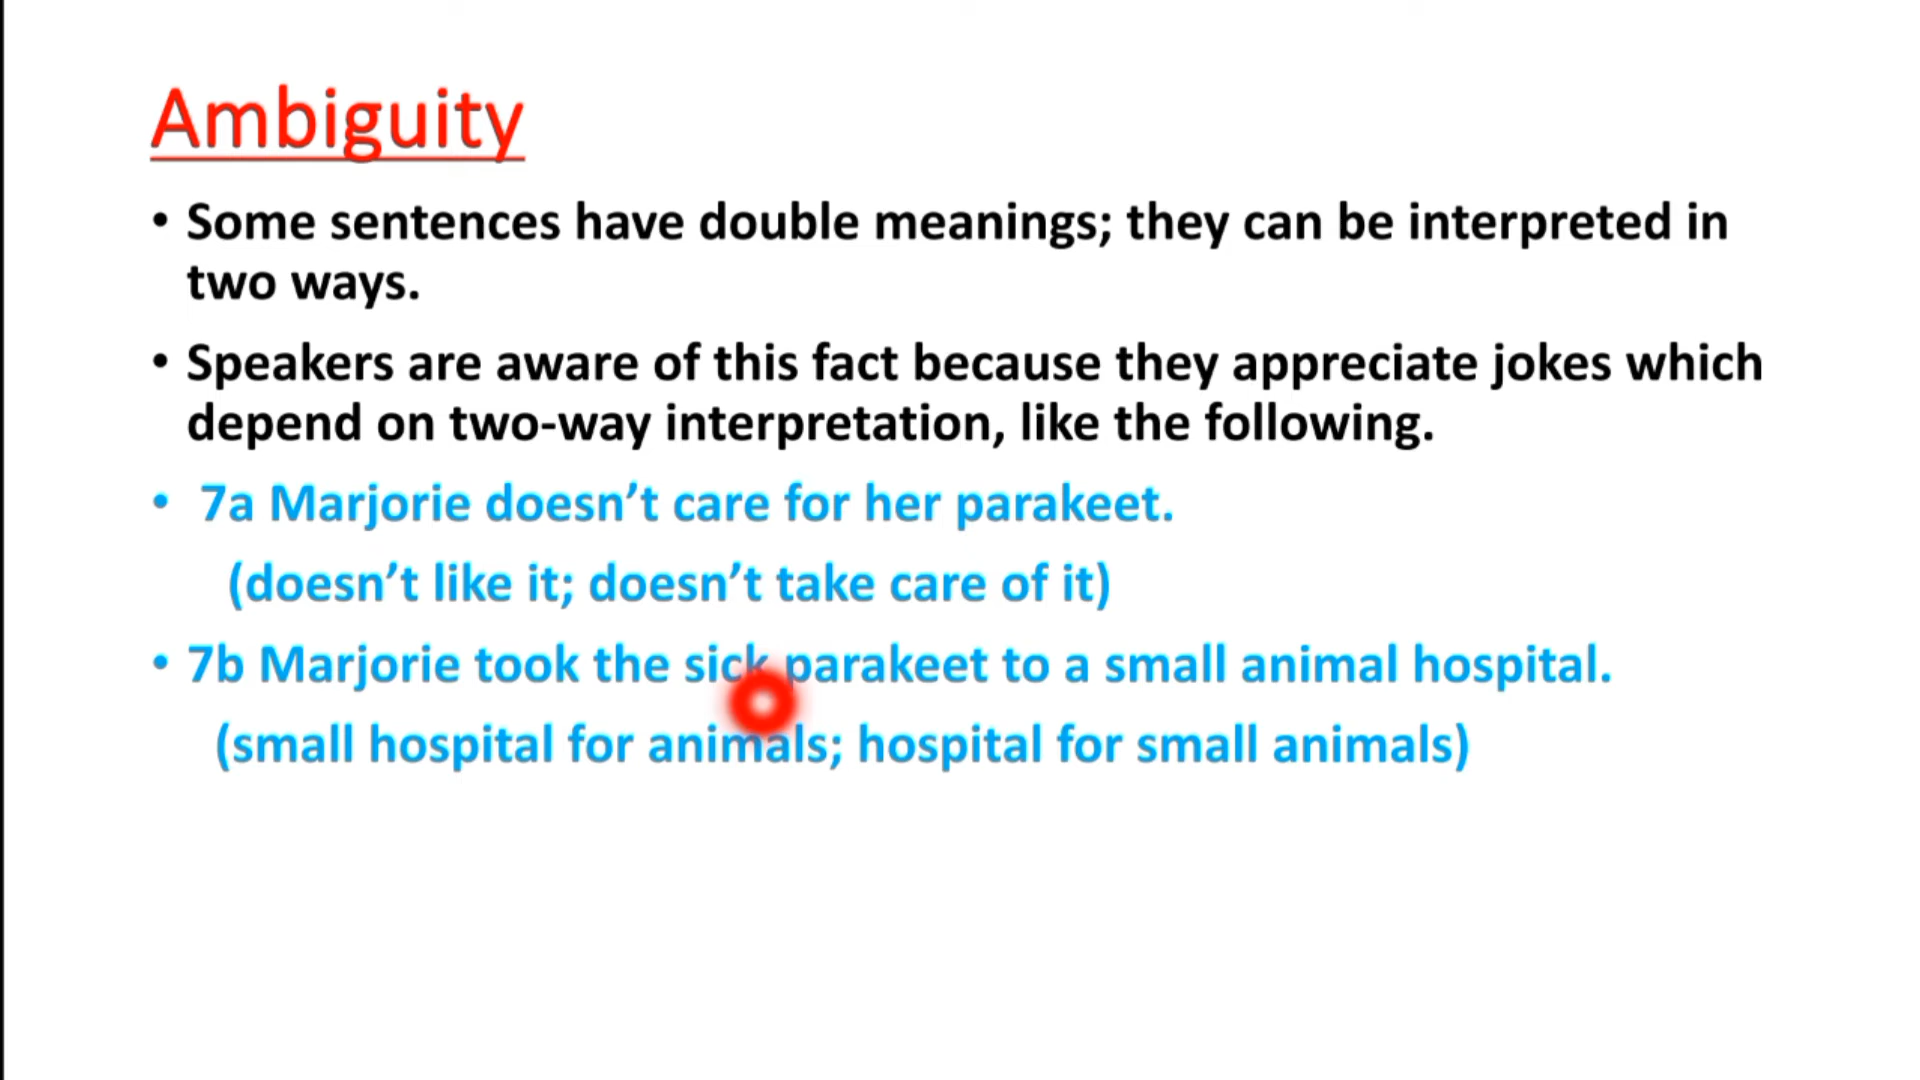 Ambiguity
• Some sentences have double meanings; they can be interpreted in
two ways.
• Speakers are aware of this fact because they appreciate jokes which
depend on two-way interpretation, like the following.
• 7a Marjorie doesn’t care for her parakeet.
(doesn’t like it; doesn’t take care of it)
• 7b Marjorie took the sick parakeet to a small animal hospital.
(small hospital for animals; hospital for small animals)